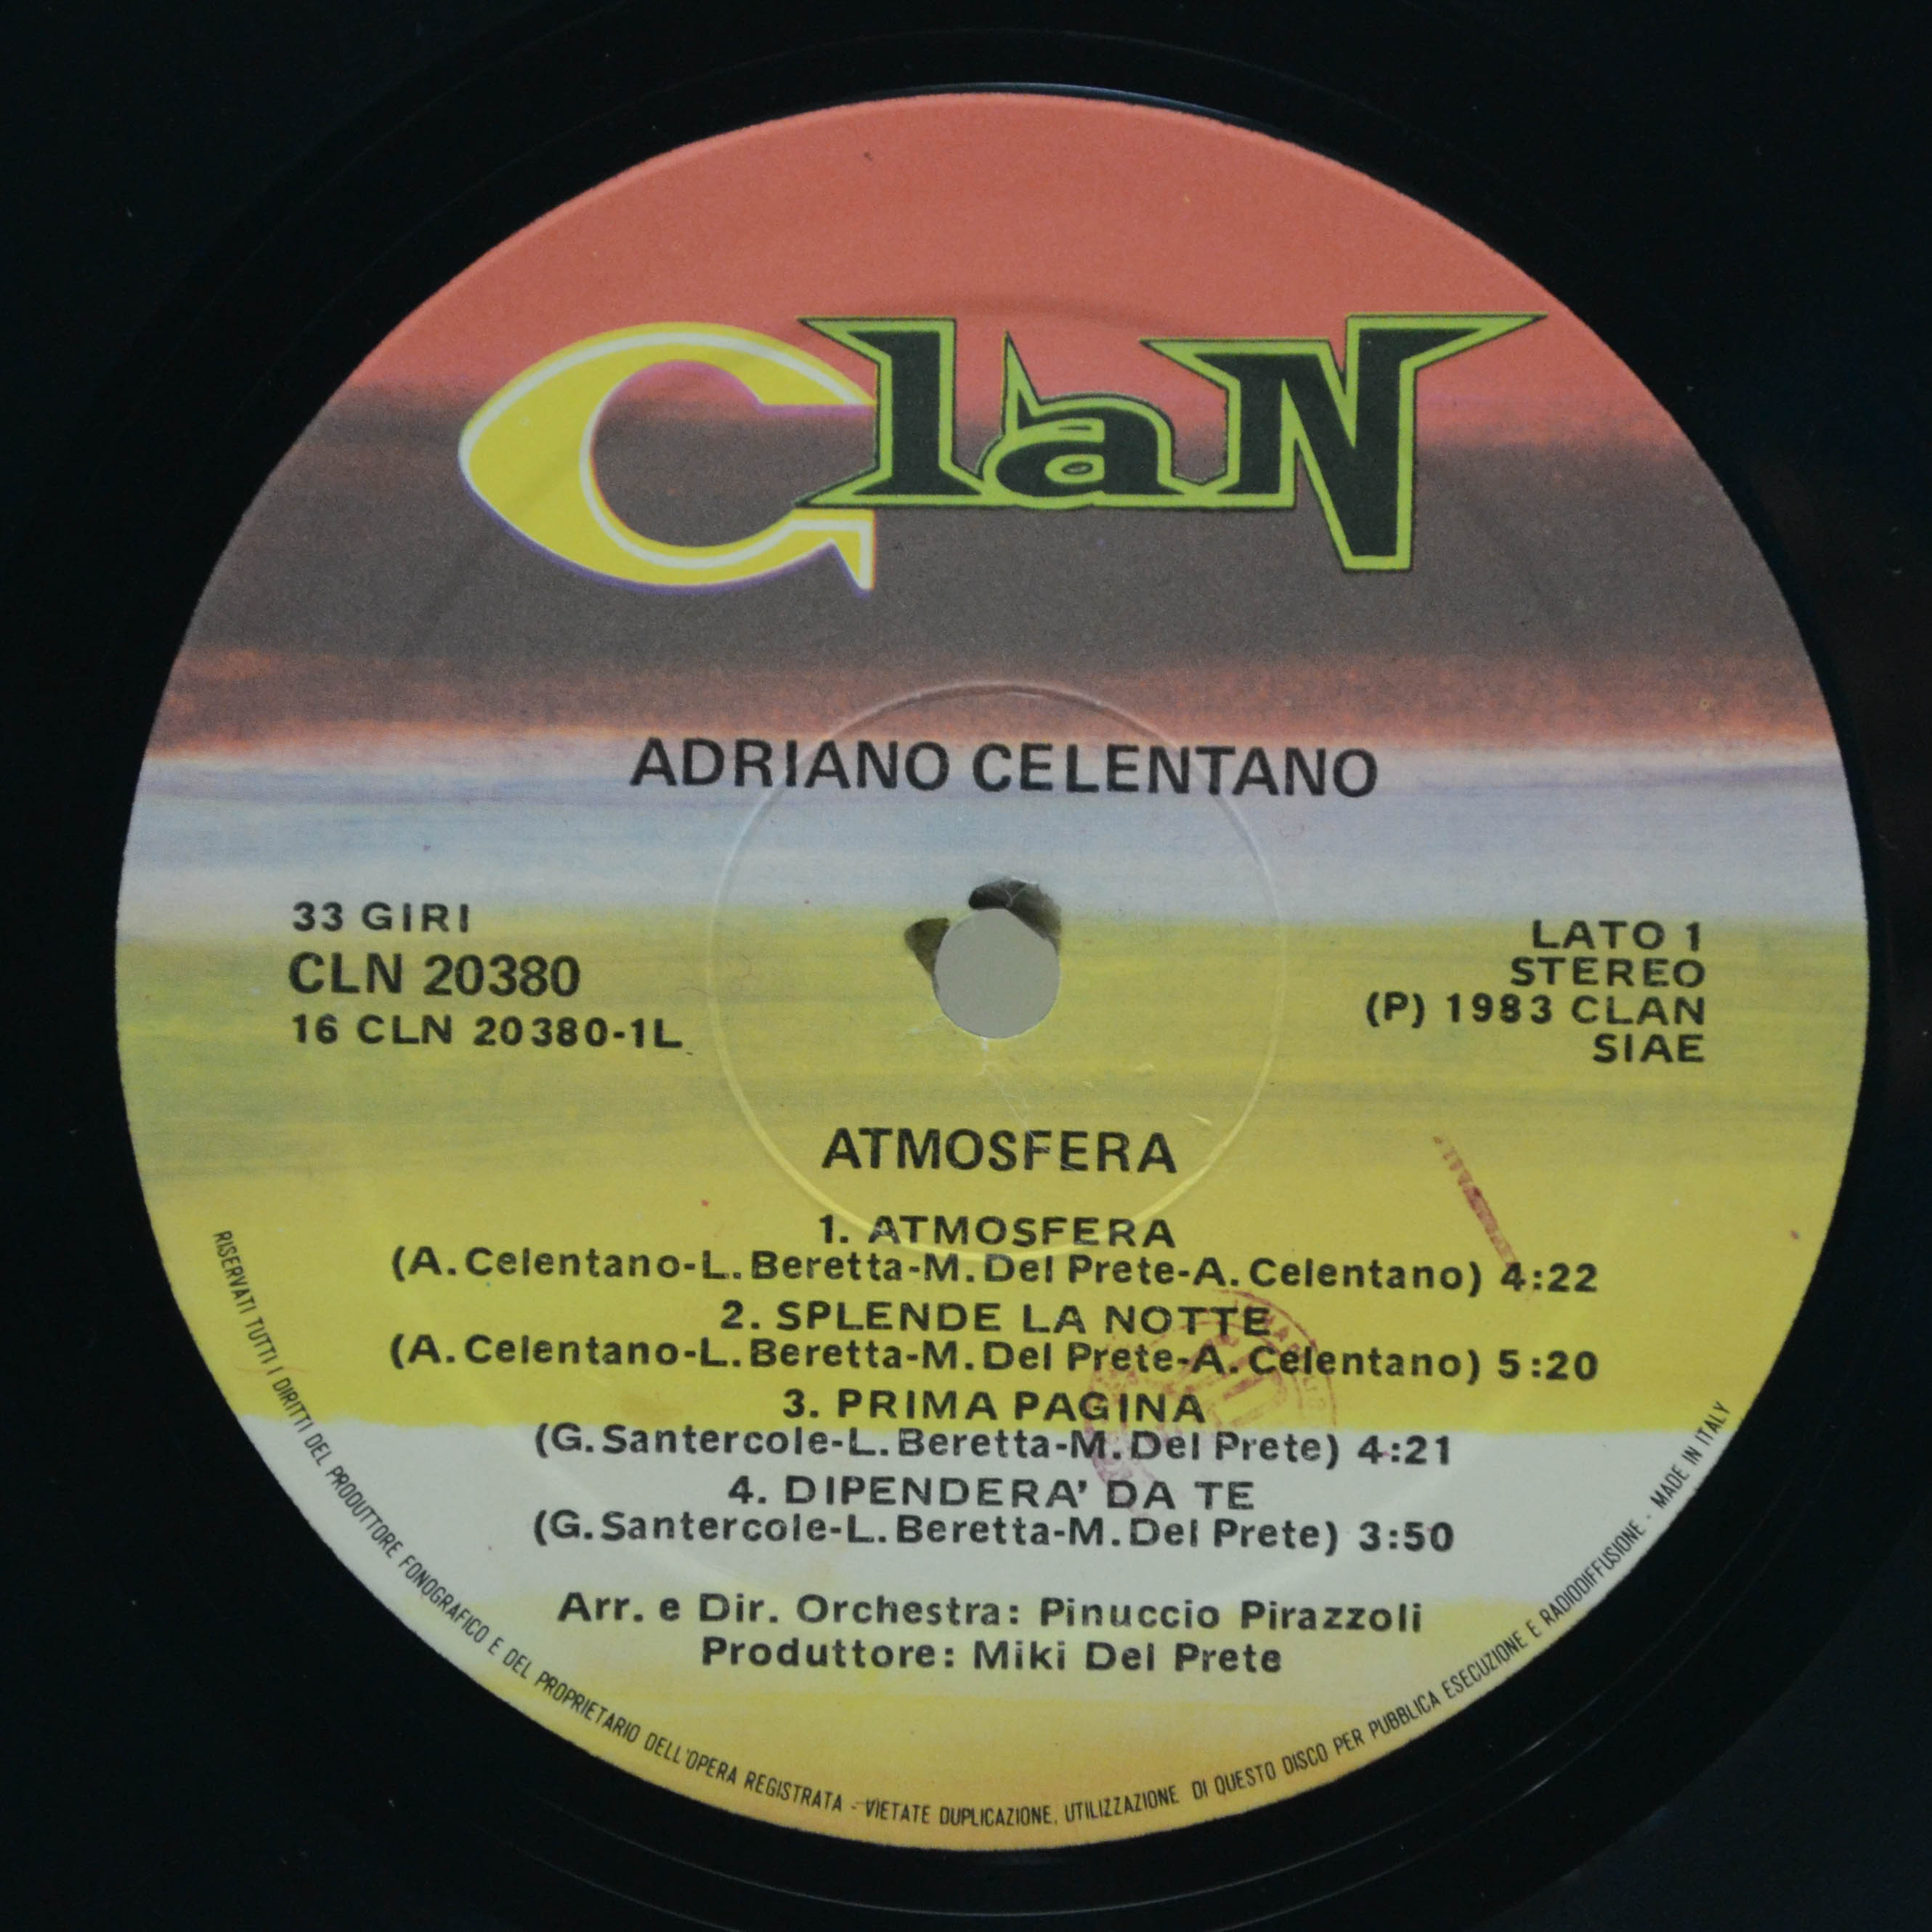 ClaN
ADRIANO CELENTANO
33 GIRI
CLN 20380
16 CLN 20380-1L
LATO 1
STEREO
(P) 1983 CLAN
SIAE
ATMOSFERA
1. ATMOSFERA
(A. Celentano-L. Beretta-M. Del Prete-A. Celentano) 4:22
2. SPLENDE LA NOTTE
(A. Celentano-L. Beretta-M. Del Prete-A. Celentano) 5:20
3. PRIMA PAGINA
(G. Santercole-L. Beretta-M. Del Prete) 4:21
4. DIPENDERA' DA TE
(G. Santercole-L. Beretta-M. Del Prete) 3:50
Arr. e Dir. Orchestra: Pinuccio Pirazzoli
Produttore: Miki Del Prete
RISERVATI TUTTI I DIRITTI DEL PRODUTTORE FONOGRAFICO E DEL PROPRIETARIO DELL'OPERA REGISTRATA - VIETATE DUPLICAZIONE, UTILIZZAZIONE DI QUESTO DISCO PER PUBBLICA ESECUZIONE E RADIODIFFUSIONE - MADE IN ITALY